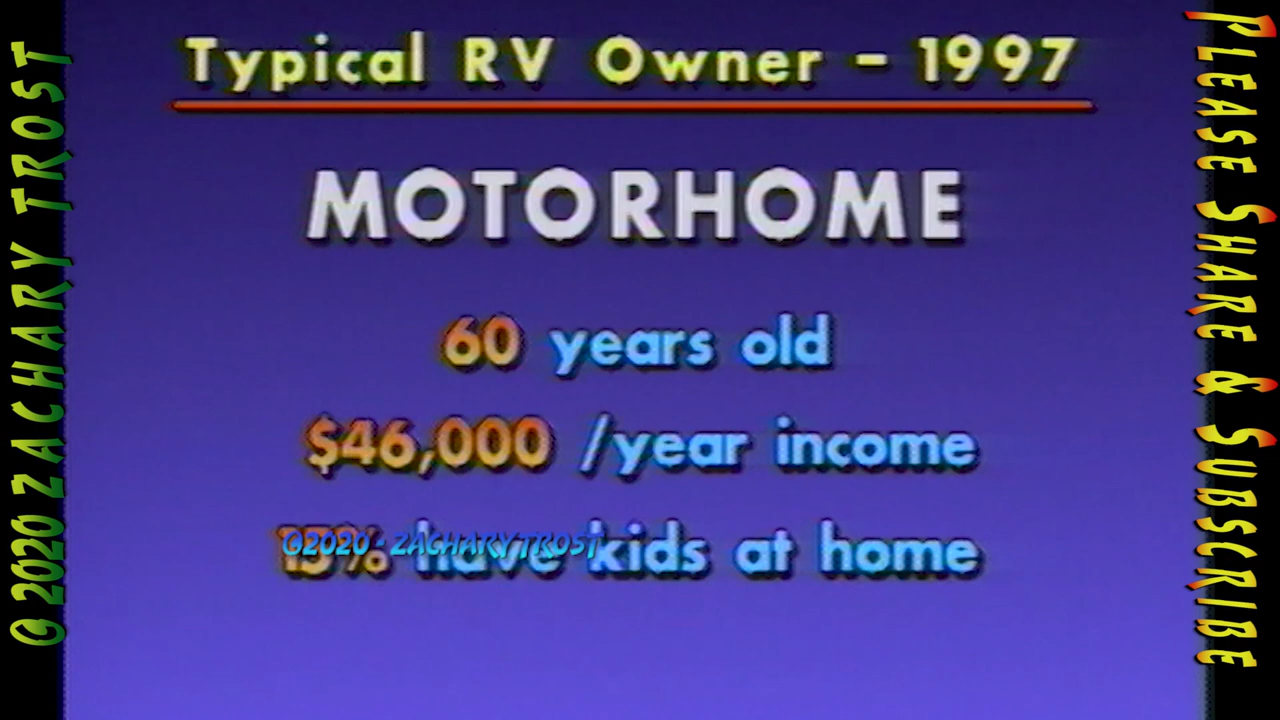 Typical RV Owner - 1997
MOTORHOME
60 years old
$46,000 /year income
have kids at home
©2020 - ZACHARY TROST
© 2020 ZACHARY TROST
PLEASE SHARE & SUBSCRIBE